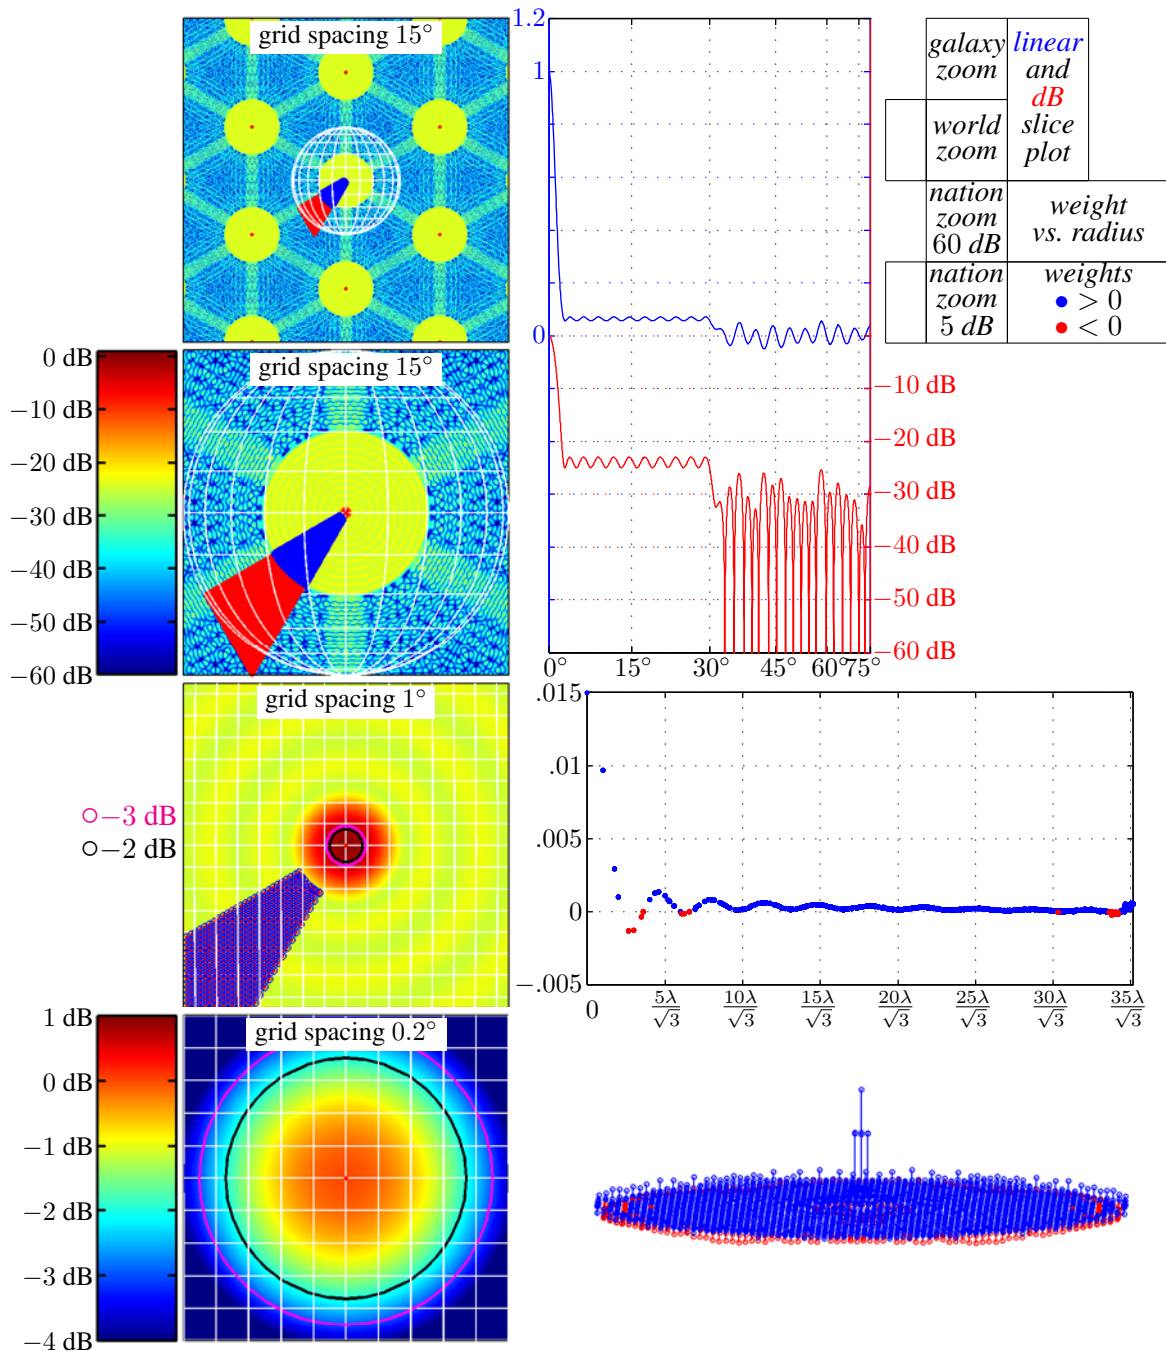 grid spacing 15°
grid spacing 15°
0 dB
−10 dB
−20 dB
−30 dB
−40 dB
−50 dB
−60 dB
grid spacing 1°
−3 dB
−2 dB
grid spacing 0.2°
1 dB
0 dB
−1 dB
−2 dB
−3 dB
−4 dB
1.2
1
0
−10 dB
−20 dB
−30 dB
−40 dB
−50 dB
−60 dB
0° 15° 30° 45° 60° 75°
galaxy
zoom
linear
and
dB
slice
plot
world
zoom
nation
zoom
60 dB
weight
vs. radius
nation
zoom
5 dB
weights
> 0
< 0
.015
.01
.005
0
−.005
0 5λ/√3 10λ/√3 15λ/√3 20λ/√3 25λ/√3 30λ/√3 35λ/√3